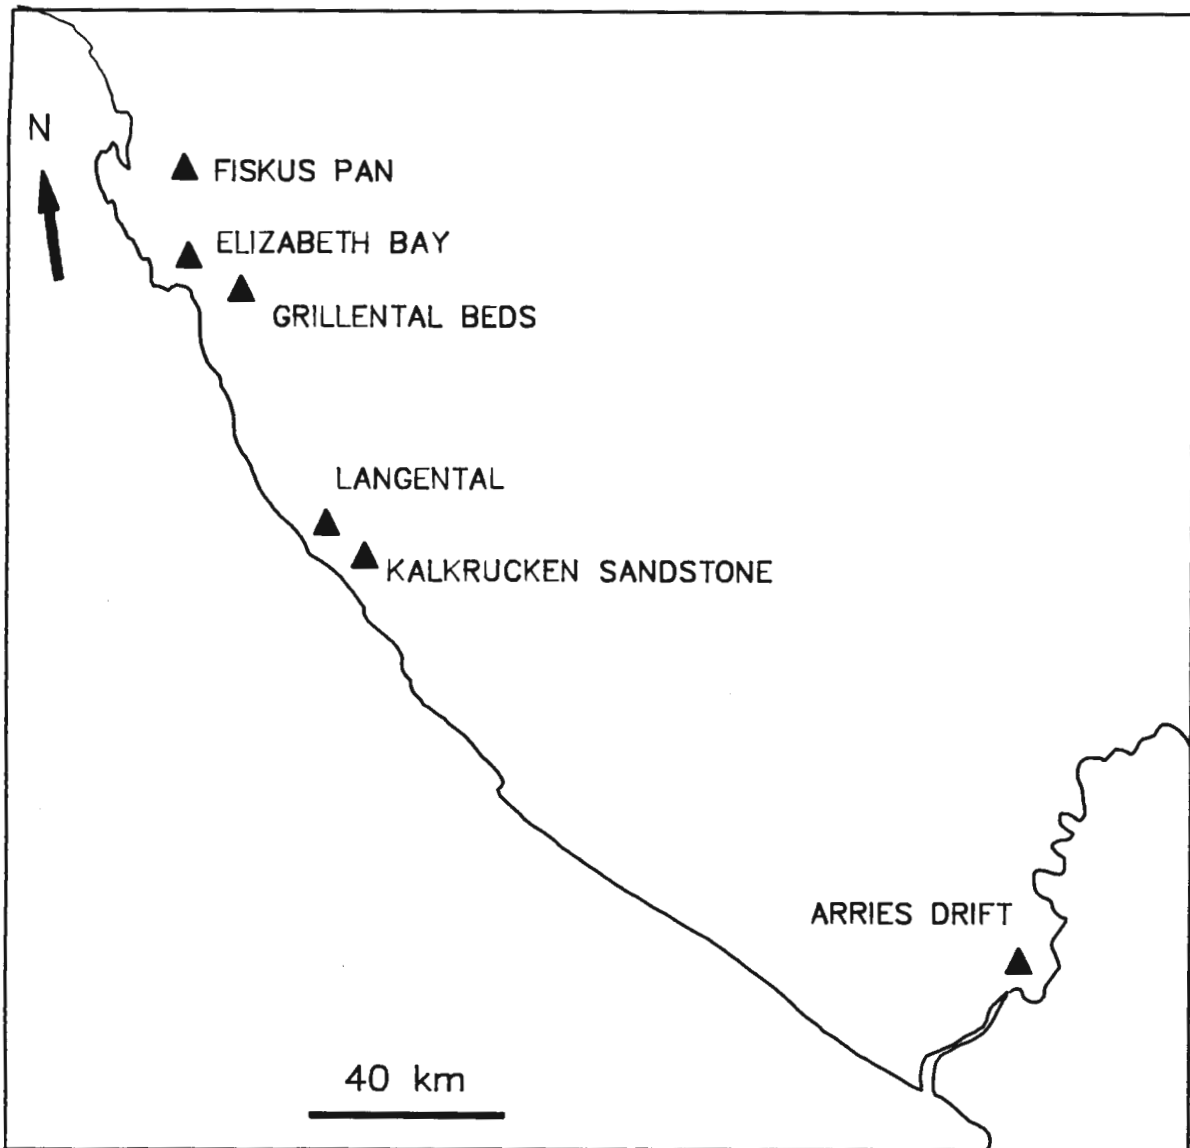 N
FISKUS PAN
ELIZABETH BAY
GRILLENTAL BEDS
LANGENTAL
KALKRUCKEN SANDSTONE
ARRIES DRIFT
40 km